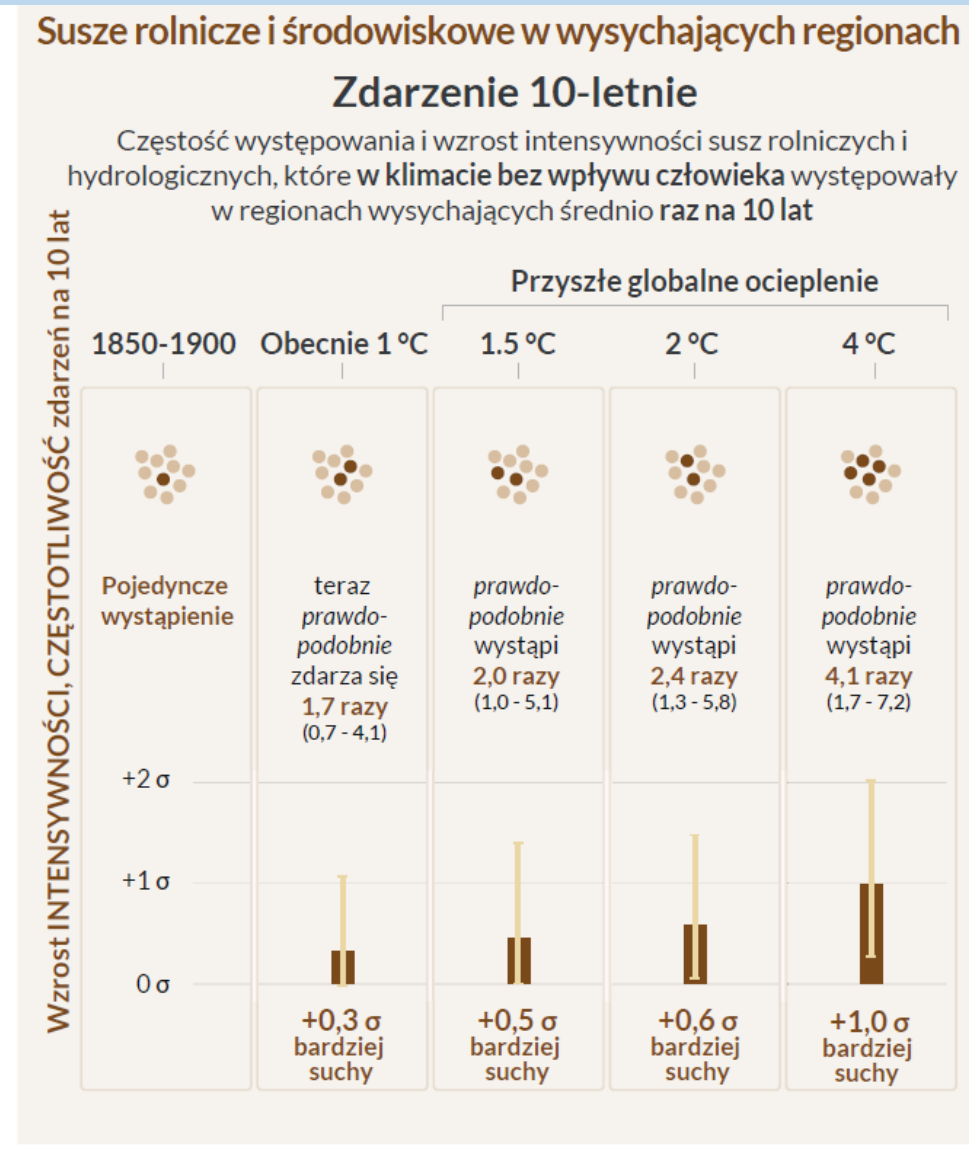 Susze rolnicze i środowiskowe w wysychających regionach
Zdarzenie 10-letnie
Częstość występowania i wzrost intensywności susz rolniczych i
hydrologicznych, które w klimacie bez wpływu człowieka występowały
w regionach wysychających średnio raz na 10 lat
Wzrost INTENSYWNOŚCI, CZĘSTOTLIWOŚĆ zdarzeń na 10 lat
Przyszłe globalne ocieplenie
1850-1900
Obecnie 1 °C
1.5 °C
2 °C
4 °C
Pojedyncze
wystąpienie
teraz
prawdo-
podobnie
zdarza się
1,7 razy
(0,7 - 4,1)
prawdo-
podobnie
wystąpi
2,0 razy
(1,0 - 5,1)
prawdo-
podobnie
wystąpi
2,4 razy
(1,3 - 5,8)
prawdo-
podobnie
wystąpi
4,1 razy
(1,7 - 7,2)
+2 σ
+1 σ
0 σ
+0,3 σ
bardziej
suchy
+0,5 σ
bardziej
suchy
+0,6 σ
bardziej
suchy
+1,0 σ
bardziej
suchy